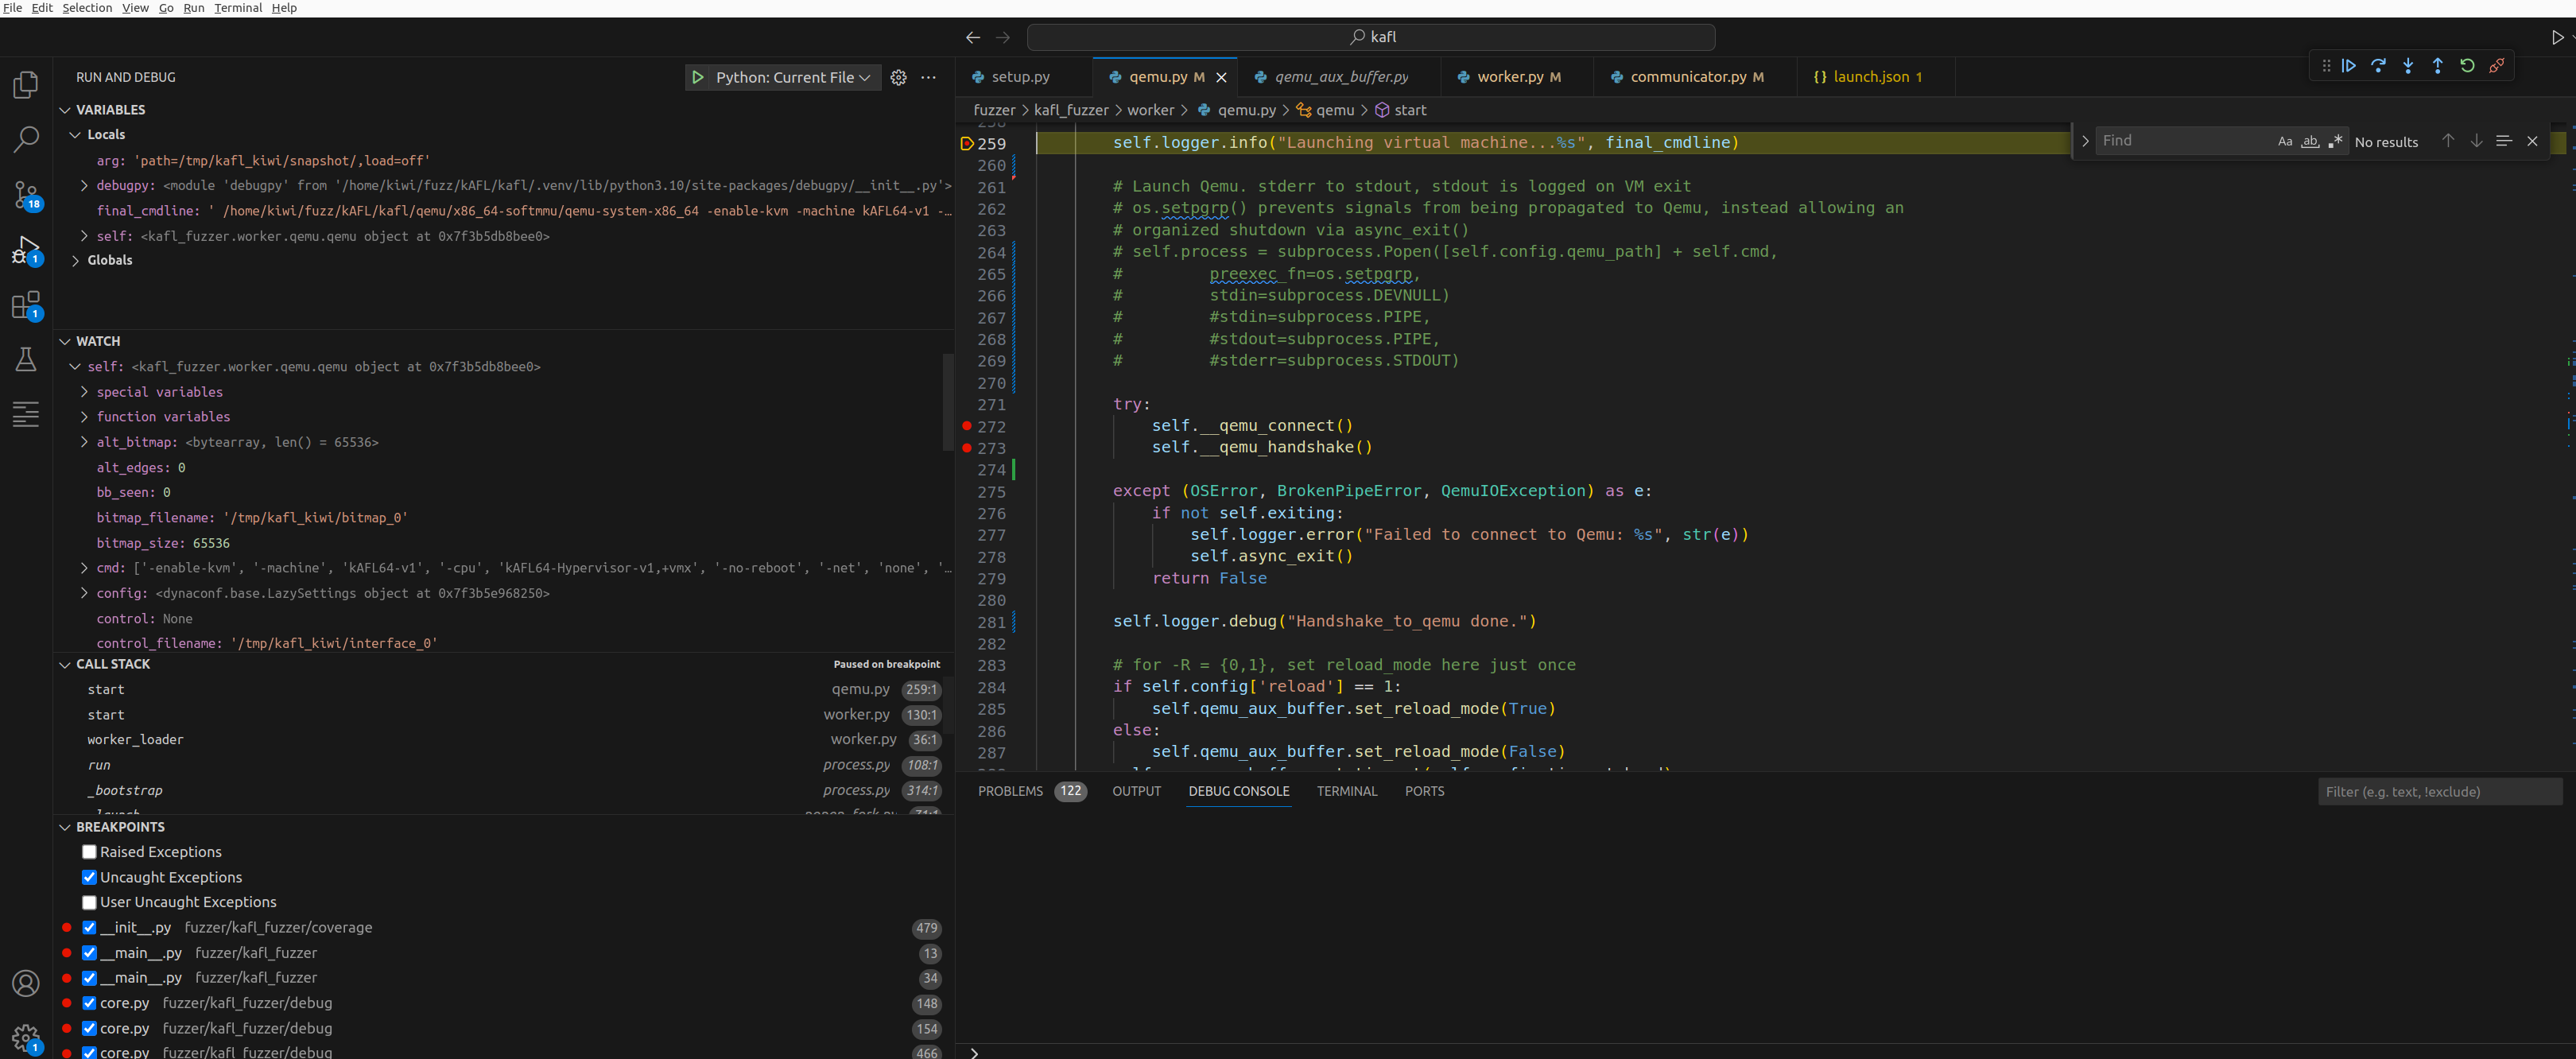 File Edit Selection View Go Run Terminal Help
kafl
RUN AND DEBUG
Python: Current File
VARIABLES
Locals
arg: 'path=/tmp/kafl_kiwi/snapshot/,load=off'
debugpy: <module 'debugpy' from '/home/kiwi/fuzz/kAFL/kafl/.venv/lib/python3.10/site-packages/debugpy/__init__.py'>
final_cmdline: ' /home/kiwi/fuzz/kAFL/kafl/qemu/x86_64-softmmu/qemu-system-x86_64 -enable-kvm -machine kAFL64-v1 -…
self: <kafl_fuzzer.worker.qemu.qemu object at 0x7f3b5db8bee0>
Globals
18
1
1
1
WATCH
self: <kafl_fuzzer.worker.qemu.qemu object at 0x7f3b5db8bee0>
special variables
function variables
alt_bitmap: <bytearray, len() = 65536>
alt_edges: 0
bb_seen: 0
bitmap_filename: '/tmp/kafl_kiwi/bitmap_0'
bitmap_size: 65536
cmd: ['-enable-kvm', '-machine', 'kAFL64-v1', '-cpu', 'kAFL64-Hypervisor-v1,+vmx', '-no-reboot', '-net', 'none', '-…
config: <dynaconf.base.LazySettings object at 0x7f3b5e968250>
control: None
control_filename: '/tmp/kafl_kiwi/interface_0'
CALL STACK Paused on breakpoint
start qemu.py 259:1
start worker.py 130:1
worker_loader worker.py 36:1
run process.py 108:1
_bootstrap process.py 314:1
BREAKPOINTS
Raised Exceptions
Uncaught Exceptions
User Uncaught Exceptions
__init__.py fuzzer/kafl_fuzzer/coverage 479
__main__.py fuzzer/kafl_fuzzer 13
__main__.py fuzzer/kafl_fuzzer 34
core.py fuzzer/kafl_fuzzer/debug 148
core.py fuzzer/kafl_fuzzer/debug 154
core.py fuzzer/kafl_fuzzer/debug 466
setup.py qemu.py M qemu_aux_buffer.py worker.py M communicator.py M launch.json 1
fuzzer > kafl_fuzzer > worker > qemu.py > qemu > start
Find Aa ab No results
259 self.logger.info("Launching virtual machine...%s", final_cmdline)
260
261 # Launch Qemu. stderr to stdout, stdout is logged on VM exit
262 # os.setpgrp() prevents signals from being propagated to Qemu, instead allowing an
263 # organized shutdown via async_exit()
264 # self.process = subprocess.Popen([self.config.qemu_path] + self.cmd,
265 # preexec_fn=os.setpgrp,
266 # stdin=subprocess.DEVNULL)
267 # #stdin=subprocess.PIPE,
268 # #stdout=subprocess.PIPE,
269 # #stderr=subprocess.STDOUT)
270
271 try:
272 self.__qemu_connect()
273 self.__qemu_handshake()
274
275 except (OSError, BrokenPipeError, QemuIOException) as e:
276 if not self.exiting:
277 self.logger.error("Failed to connect to Qemu: %s", str(e))
278 self.async_exit()
279 return False
280
281 self.logger.debug("Handshake_to_qemu done.")
282
283 # for -R = {0,1}, set reload_mode here just once
284 if self.config['reload'] == 1:
285 self.qemu_aux_buffer.set_reload_mode(True)
286 else:
287 self.qemu_aux_buffer.set_reload_mode(False)
PROBLEMS 122 OUTPUT DEBUG CONSOLE TERMINAL PORTS
Filter (e.g. text, !exclude)